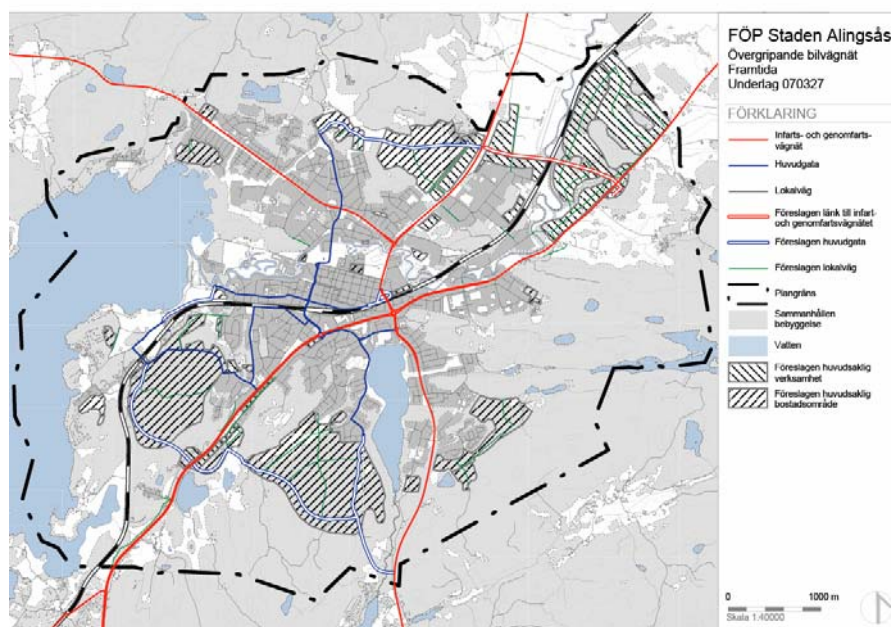 FÖP Staden Alingsås
Övergripande bilvägnät
Framtida
Underlag 070327
FÖRKLARING
Infarts- och genomfarts-
vägnät
Huvudgata
Lokalväg
Föreslagen länk till infart-
och genomfartsvägnätet
Föreslagen huvudgata
Föreslagen lokalväg
Plangräns
Sammanhållen
bebyggelse
Vatten
Föreslagen huvudsaklig
verksamhet
Föreslagen huvudsaklig
bostadsområde
0 1000 m
Skala 1:40000